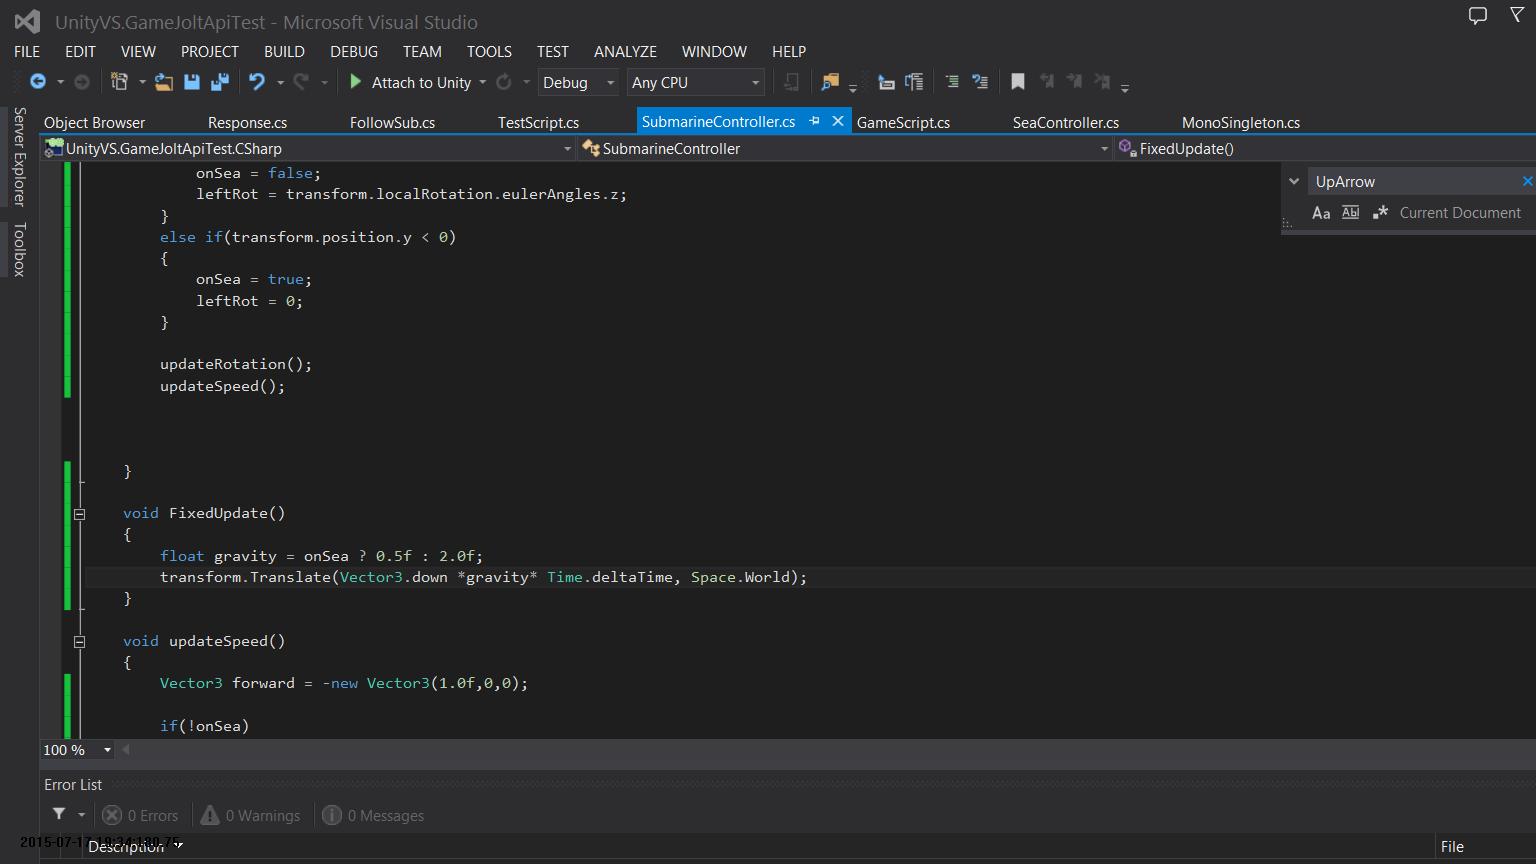 UnityVS.GameJoltApiTest - Microsoft Visual Studio
FILE EDIT VIEW PROJECT BUILD DEBUG TEAM TOOLS TEST ANALYZE WINDOW HELP
Attach to Unity Debug Any CPU
Server Explorer
Toolbox
Object Browser Response.cs FollowSub.cs TestScript.cs SubmarineController.cs GameScript.cs SeaController.cs MonoSingleton.cs
UnityVS.GameJoltApiTest.CSharp SubmarineController FixedUpdate()
UpArrow
Aa Abl .* Current Document
onSea = false;
leftRot = transform.localRotation.eulerAngles.z;
}
else if(transform.position.y < 0)
{
onSea = true;
leftRot = 0;
}
updateRotation();
updateSpeed();
}
void FixedUpdate()
{
float gravity = onSea ? 0.5f : 2.0f;
transform.Translate(Vector3.down *gravity* Time.deltaTime, Space.World);
}
void updateSpeed()
{
Vector3 forward = -new Vector3(1.0f,0,0);
if(!onSea)
100 %
Error List
0 Errors 0 Warnings 0 Messages
Description File